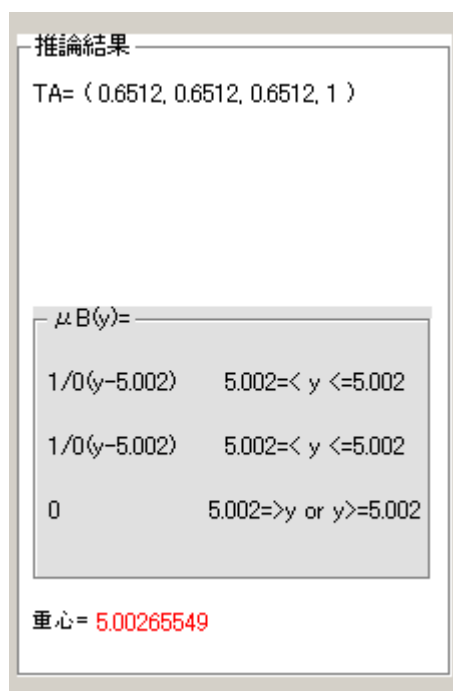 推論結果
TA=（0.6512, 0.6512, 0.6512, 1 ）
μB(y)=
1/0(y-5.002) 5.002=< y <=5.002
1/0(y-5.002) 5.002=< y <=5.002
0 5.002=>y or y>=5.002
重心= 5.00265549